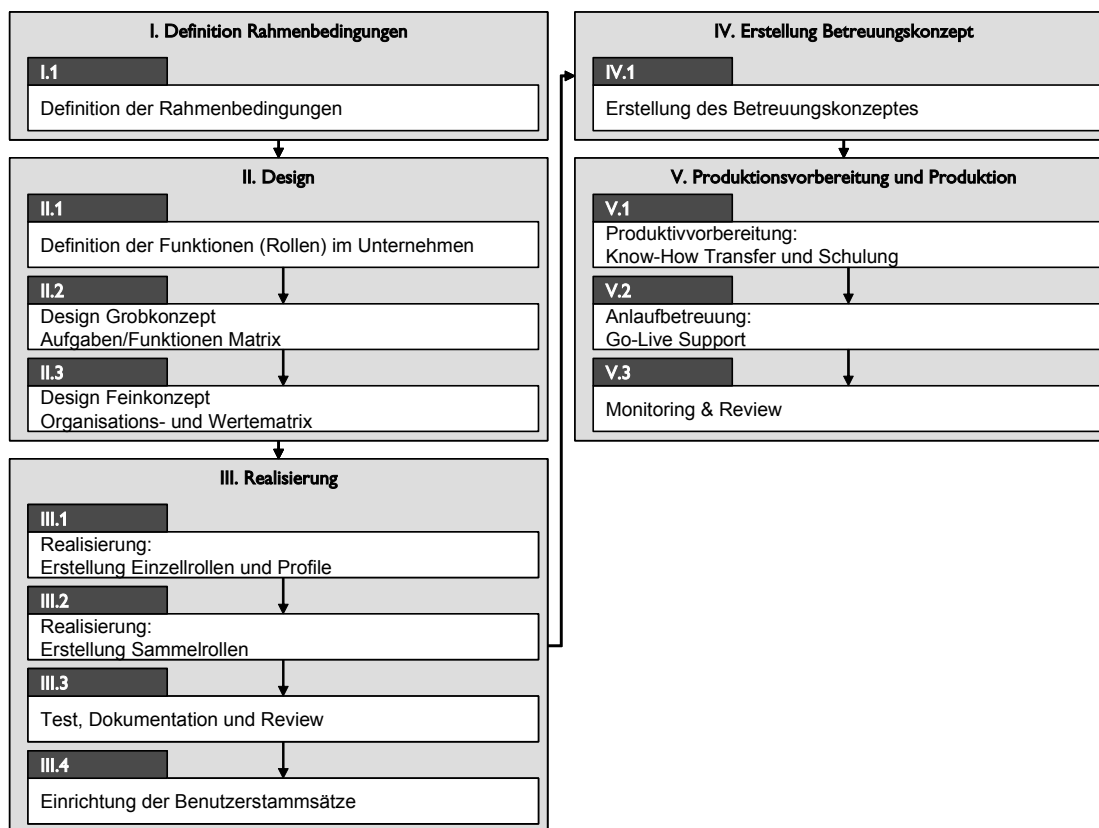 I. Definition Rahmenbedingungen
I.1
Definition der Rahmenbedingungen
II. Design
II.1
Definition der Funktionen (Rollen) im Unternehmen
II.2
Design Grobkonzept
Aufgaben/Funktionen Matrix
II.3
Design Feinkonzept
Organisations- und Wertematrix
III. Realisierung
III.1
Realisierung:
Erstellung Einzellrollen und Profile
III.2
Realisierung:
Erstellung Sammelrollen
III.3
Test, Dokumentation und Review
III.4
Einrichtung der Benutzerstammsätze
IV. Erstellung Betreuungskonzept
IV.1
Erstellung des Betreuungskonzeptes
V. Produktionsvorbereitung und Produktion
V.1
Produktivvorbereitung:
Know-How Transfer und Schulung
V.2
Anlaufbetreuung:
Go-Live Support
V.3
Monitoring & Review